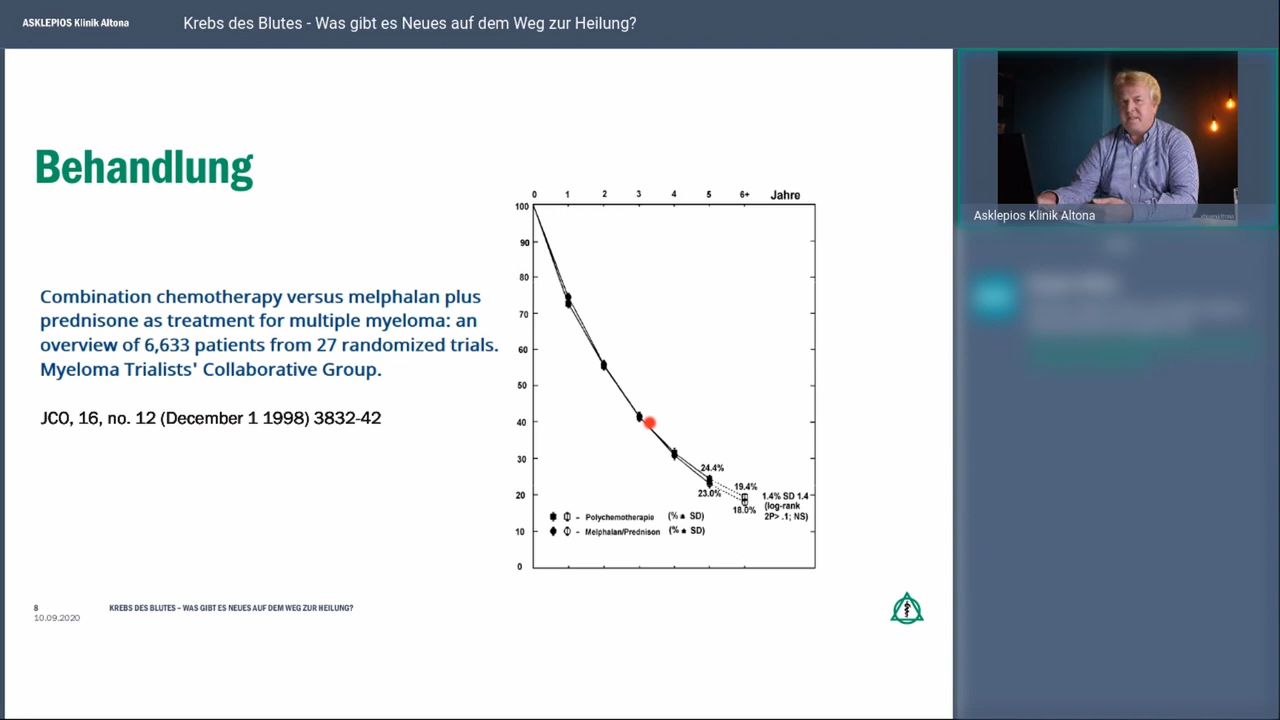 ASKLEPIOS Klinik Altona
Krebs des Blutes - Was gibt es Neues auf dem Weg zur Heilung?
Behandlung
Combination chemotherapy versus melphalan plus
prednisone as treatment for multiple myeloma: an
overview of 6,633 patients from 27 randomized trials.
Myeloma Trialists' Collaborative Group.
JCO, 16, no. 12 (December 1 1998) 3832-42
0 1 2 3 4 5 6+ Jahre
100
90
80
70
60
50
40
30
20
10
0
24.4%
23.0%
19.4%
18.0%
1.4% SD 1.4
(log-rank
2P> .1; NS)
- Polychemotherapie (% SD)
- Melphalan/Prednison (% SD)
8
10.09.2020
KREBS DES BLUTES – WAS GIBT ES NEUES AUF DEM WEG ZUR HEILUNG?
Asklepios Klinik Altona